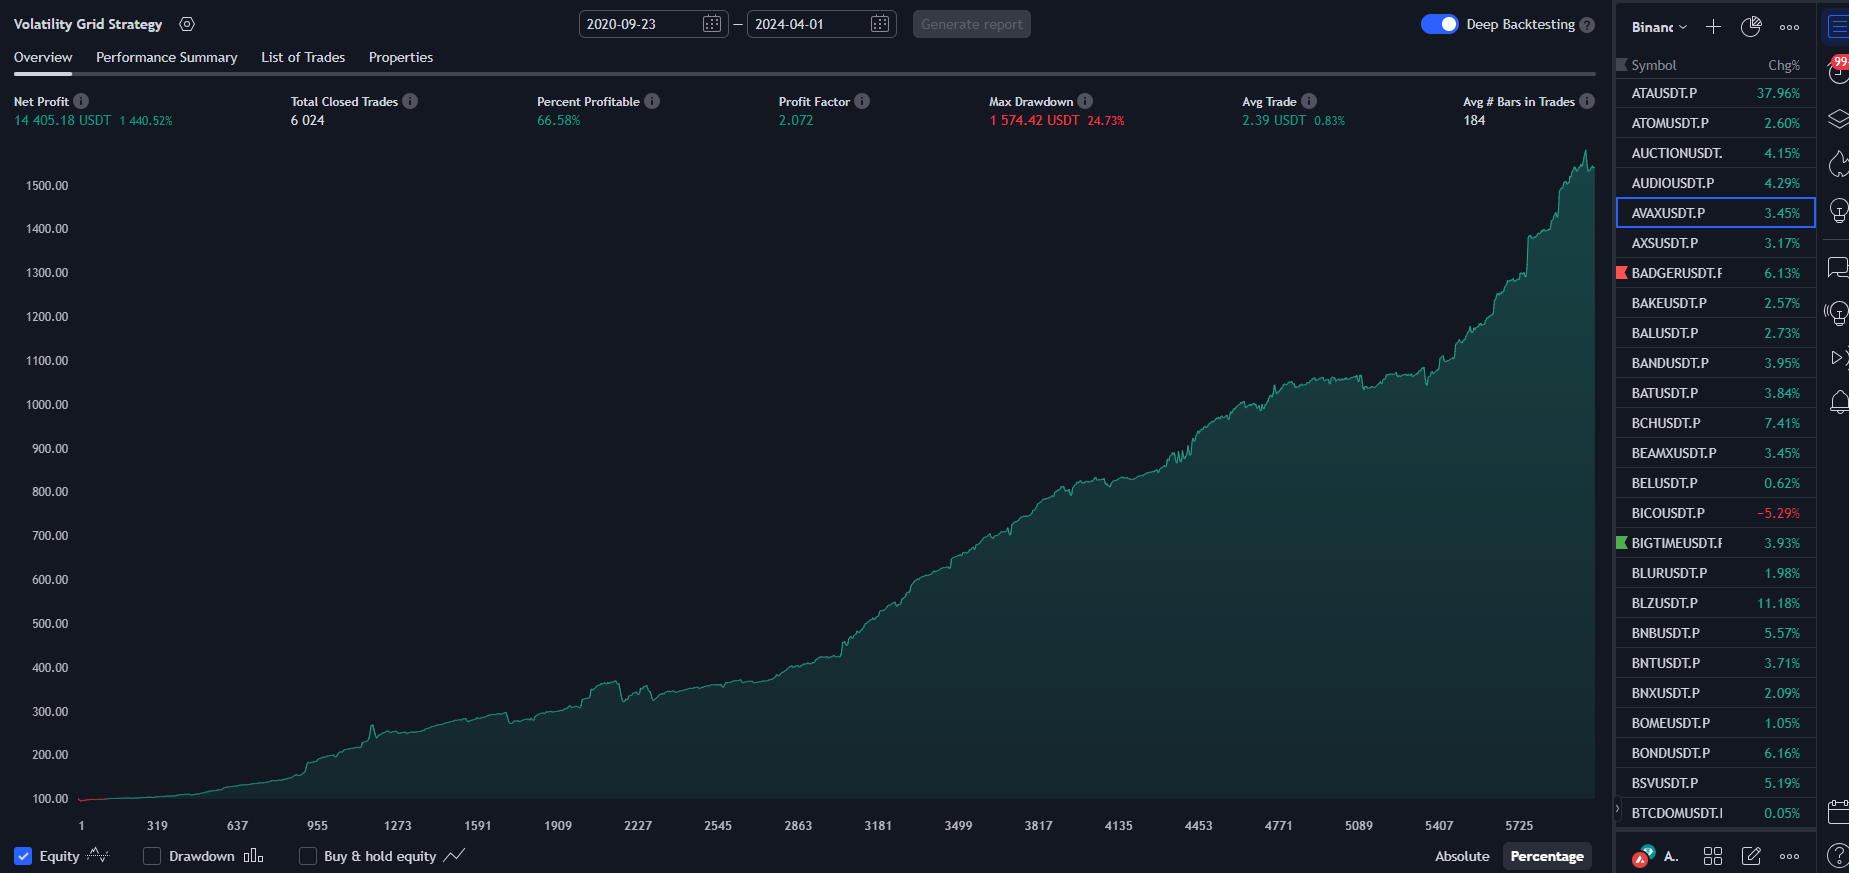 Volatility Grid Strategy
2020-09-23 — 2024-04-01 Generate report
Deep Backtesting ?
Overview Performance Summary List of Trades Properties
Net Profit Total Closed Trades Percent Profitable Profit Factor Max Drawdown Avg Trade Avg # Bars in Trades
14 405.18 USDT 1 440.52% 6 024 66.58% 2.072 1 574.42 USDT 24.73% 2.39 USDT 0.83% 184
1500.00
1400.00
1300.00
1200.00
1100.00
1000.00
900.00
800.00
700.00
600.00
500.00
400.00
300.00
200.00
100.00
1 319 637 955 1273 1591 1909 2227 2545 2863 3181 3499 3817 4135 4453 4771 5089 5407 5725
Equity Drawdown Buy & hold equity Absolute Percentage
Binanc
Symbol Chg%
ATAUSDT.P 37.96%
ATOMUSDT.P 2.60%
AUCTIONUSDT. 4.15%
AUDIOUSDT.P 4.29%
AVAXUSDT.P 3.45%
AXSUSDT.P 3.17%
BADGERUSDT.F 6.13%
BAKEUSDT.P 2.57%
BALUSDT.P 2.73%
BANDUSDT.P 3.95%
BATUSDT.P 3.84%
BCHUSDT.P 7.41%
BEAMXUSDT.P 3.45%
BELUSDT.P 0.62%
BICOUSDT.P −5.29%
BIGTIMEUSDT.F 3.93%
BLURUSDT.P 1.98%
BLZUSDT.P 11.18%
BNBUSDT.P 5.57%
BNTUSDT.P 3.71%
BNXUSDT.P 2.09%
BOMEUSDT.P 1.05%
BONDUSDT.P 6.16%
BSVUSDT.P 5.19%
BTCDOMUSDT.I 0.05%
A..
99